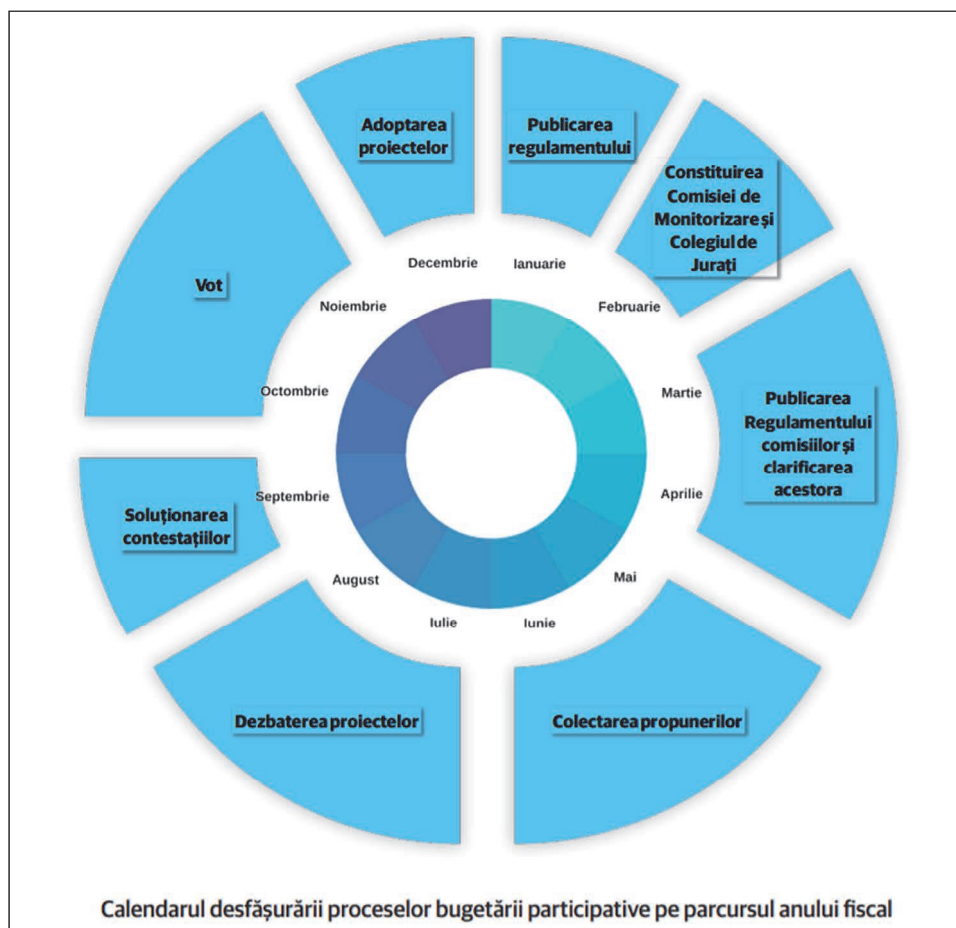 Adoptarea
proiectelor
Publicarea
regulamentului
Constituirea
Comisiei de
Monitorizare și
Colegiul de
Jurați
Publicarea
Regulamentului
comisiilor și
clarificarea
acestora
Colectarea propunerilor
Dezbaterea proiectelor
Soluționarea
contestațiilor
Vot
Ianuarie
Februarie
Martie
Aprilie
Mai
Iunie
Iulie
August
Septembrie
Octombrie
Noiembrie
Decembrie
Calendarul desfășurării proceselor bugetării participative pe parcursul anului fiscal